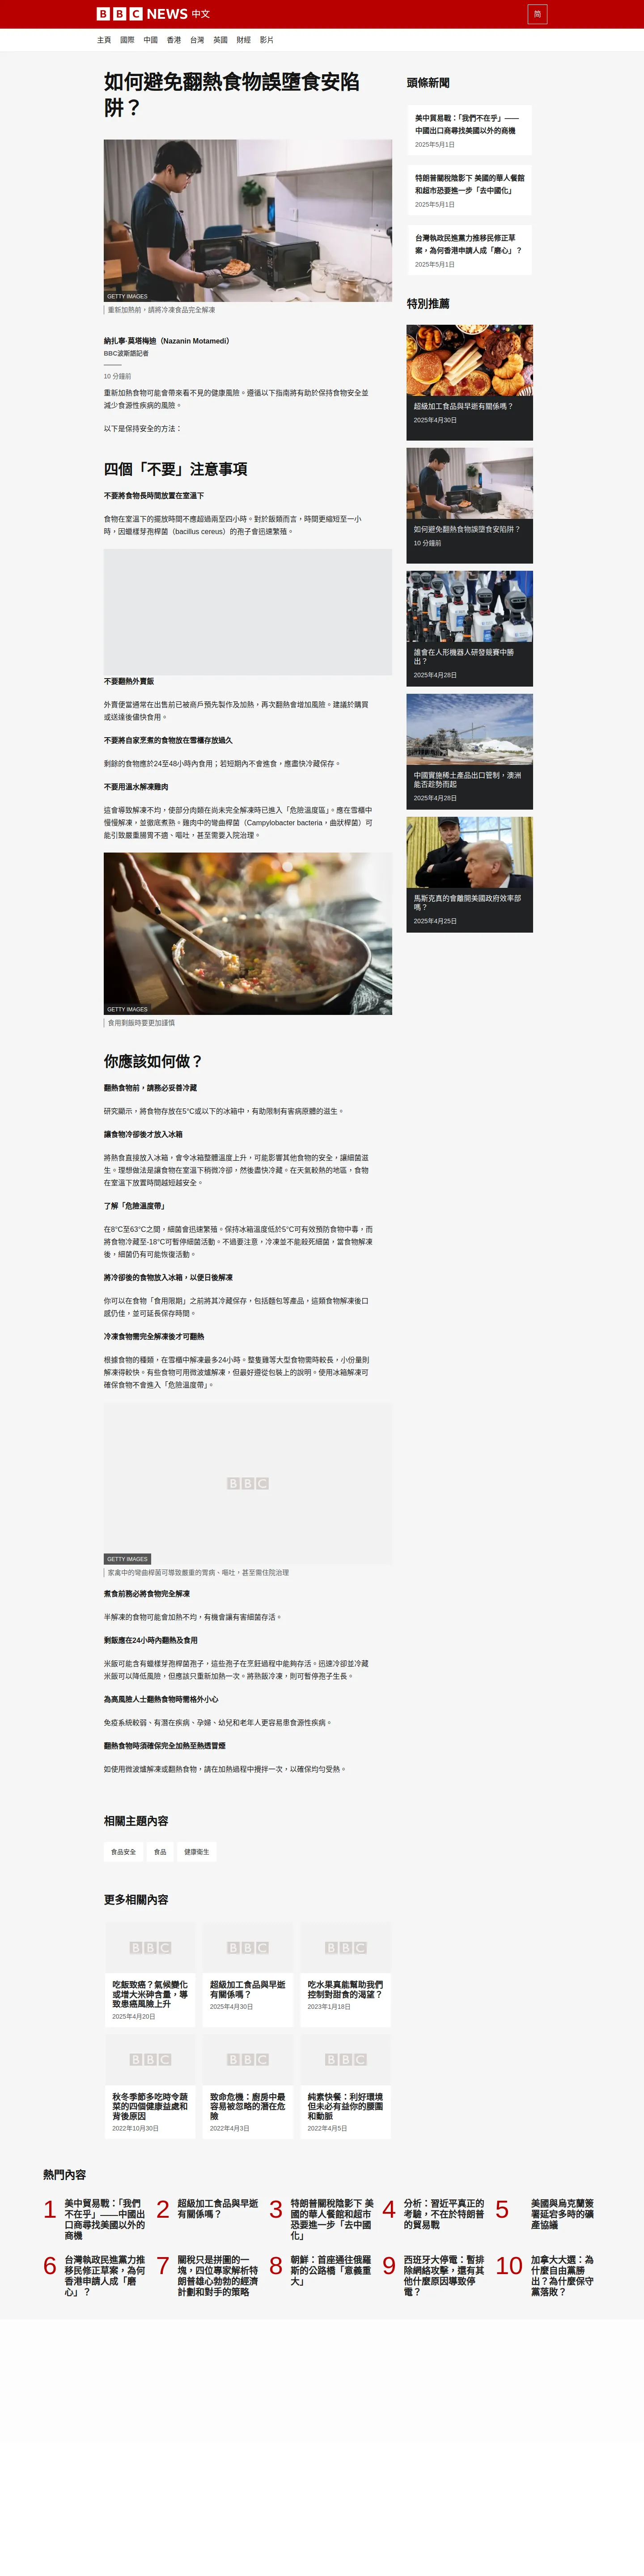 BBC NEWS 中文
简
主頁 國際 中國 香港 台灣 英國 財經 影片
如何避免翻熱食物誤墮食安陷
阱？
GETTY IMAGES
重新加熱前，請將冷凍食品完全解凍
納扎寧·莫塔梅迪（Nazanin Motamedi）
BBC波斯語記者
10 分鐘前
重新加熱食物可能會帶來看不見的健康風險。遵循以下指南將有助於保持食物安全並
減少食源性疾病的風險。
以下是保持安全的方法：
四個「不要」注意事項
不要將食物長時間放置在室溫下
食物在室溫下的擺放時間不應超過兩至四小時。對於飯類而言，時間更縮短至一小
時，因蠟樣芽孢桿菌（bacillus cereus）的孢子會迅速繁殖。
不要翻熱外賣飯
外賣便當通常在出售前已被商戶預先製作及加熱，再次翻熱會增加風險。建議於購買
或送達後儘快食用。
不要將自家烹煮的食物放在雪櫃存放過久
剩餘的食物應於24至48小時內食用；若短期內不會進食，應盡快冷藏保存。
不要用溫水解凍雞肉
這會導致解凍不均，使部分肉類在尚未完全解凍時已進入「危險溫度區」。應在雪櫃中
慢慢解凍，並徹底煮熟。雞肉中的彎曲桿菌（Campylobacter bacteria，曲狀桿菌）可
能引致嚴重腸胃不適、嘔吐，甚至需要入院治理。
GETTY IMAGES
食用剩飯時要更加謹慎
你應該如何做？
翻熱食物前，請務必妥善冷藏
研究顯示，將食物存放在5°C或以下的冰箱中，有助限制有害病原體的滋生。
讓食物冷卻後才放入冰箱
將熱食直接放入冰箱，會令冰箱整體溫度上升，可能影響其他食物的安全，讓細菌滋
生。理想做法是讓食物在室溫下稍微冷卻，然後盡快冷藏。在天氣較熱的地區，食物
在室溫下放置時間越短越安全。
了解「危險溫度帶」
在8°C至63°C之間，細菌會迅速繁殖。保持冰箱溫度低於5°C可有效預防食物中毒，而
將食物冷藏至-18°C可暫停細菌活動。不過要注意，冷凍並不能殺死細菌，當食物解凍
後，細菌仍有可能恢復活動。
將冷卻後的食物放入冰箱，以便日後解凍
你可以在食物「食用限期」之前將其冷藏保存，包括麵包等產品，這類食物解凍後口
感仍佳，並可延長保存時間。
冷凍食物需完全解凍後才可翻熱
根據食物的種類，在雪櫃中解凍最多24小時。整隻雞等大型食物需時較長，小份量則
解凍得較快。有些食物可用微波爐解凍，但最好遵從包裝上的說明。使用冰箱解凍可
確保食物不會進入「危險溫度帶」。
BBC
GETTY IMAGES
家禽中的彎曲桿菌可導致嚴重的胃病、嘔吐，甚至需住院治理
煮食前務必將食物完全解凍
半解凍的食物可能會加熱不均，有機會讓有害細菌存活。
剩飯應在24小時內翻熱及食用
米飯可能含有蠟樣芽孢桿菌孢子，這些孢子在烹飪過程中能夠存活。迅速冷卻並冷藏
米飯可以降低風險，但應該只重新加熱一次。將熟飯冷凍，則可暫停孢子生長。
為高風險人士翻熱食物時需格外小心
免疫系統較弱、有潛在疾病、孕婦、幼兒和老年人更容易患食源性疾病。
翻熱食物時須確保完全加熱至熱透冒煙
如使用微波爐解凍或翻熱食物，請在加熱過程中攪拌一次，以確保均勻受熱。
相關主題內容
食品安全 食品 健康衛生
更多相關內容
BBC BBC BBC
吃飯致癌？氣候變化
或增大米砷含量，導
致患癌風險上升
2025年4月20日
超級加工食品與早逝
有關係嗎？
2025年4月30日
吃水果真能幫助我們
控制對甜食的渴望？
2023年1月18日
BBC BBC BBC
秋冬季節多吃時令蔬
菜的四個健康益處和
背後原因
2022年10月30日
致命危機：廚房中最
容易被忽略的潛在危
險
2022年4月3日
純素快餐：利好環境
但未必有益你的腰圍
和動脈
2022年4月5日
頭條新聞
美中貿易戰：「我們不在乎」——
中國出口商尋找美國以外的商機
2025年5月1日
特朗普關稅陰影下 美國的華人餐館
和超市恐要進一步「去中國化」
2025年5月1日
台灣執政民進黨力推移民修正草
案，為何香港申請人成「磨心」？
2025年5月1日
特別推薦
超級加工食品與早逝有關係嗎？
2025年4月30日
如何避免翻熱食物誤墮食安陷阱？
10 分鐘前
誰會在人形機器人研發競賽中勝
出？
2025年4月28日
中國實施稀土產品出口管制，澳洲
能否趁勢而起
2025年4月28日
馬斯克真的會離開美國政府效率部
嗎？
2025年4月25日
熱門內容
1 美中貿易戰：「我們
不在乎」——中國出
口商尋找美國以外的
商機
2 超級加工食品與早逝
有關係嗎？
3 特朗普關稅陰影下 美
國的華人餐館和超市
恐要進一步「去中國
化」
4 分析：習近平真正的
考驗，不在於特朗普
的貿易戰
5 美國與烏克蘭簽
署延宕多時的礦
產協議
6 台灣執政民進黨力推
移民修正草案，為何
香港申請人成「磨
心」？
7 關稅只是拼圖的一
塊，四位專家解析特
朗普雄心勃勃的經濟
計劃和對手的策略
8 朝鮮：首座通往俄羅
斯的公路橋「意義重
大」
9 西班牙大停電：暫排
除網絡攻擊，還有其
他什麼原因導致停
電？
10 加拿大大選：為
什麼自由黨勝
出？為什麼保守
黨落敗？